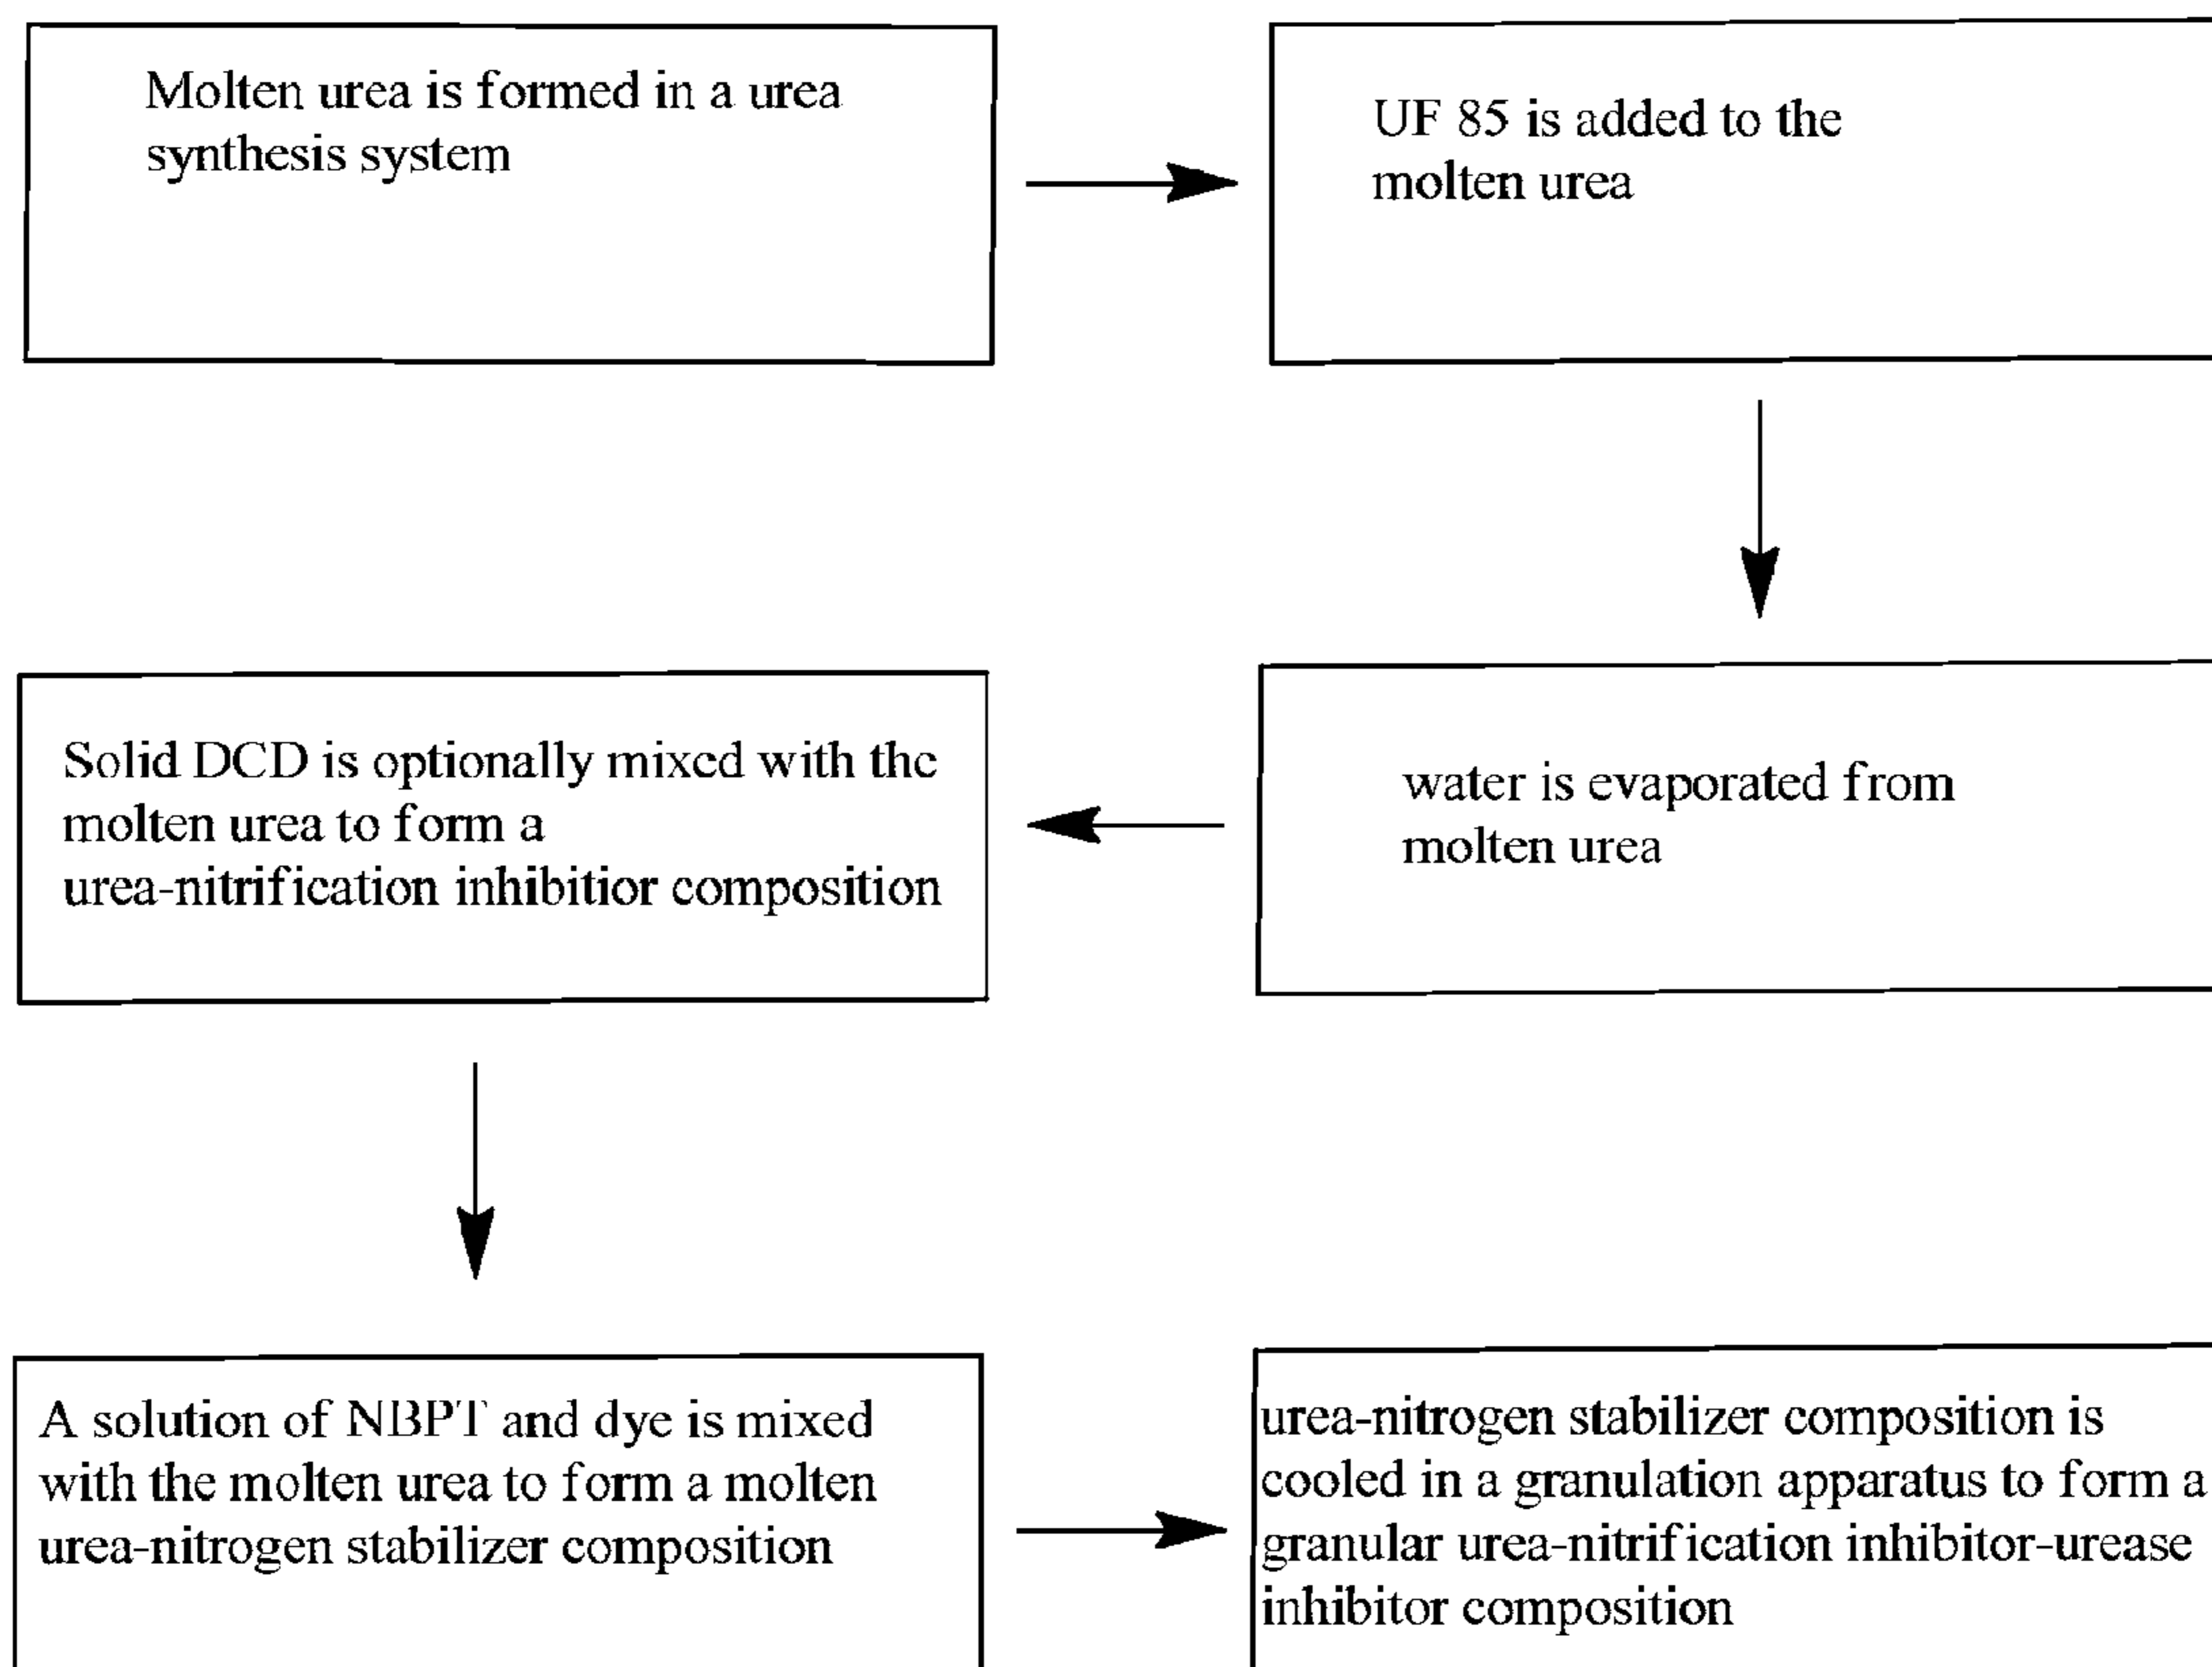 Molten urea is formed in a urea
synthesis system
UF 85 is added to the
molten urea
water is evaporated from
molten urea
Solid DCD is optionally mixed with the
molten urea to form a
urea-nitrification inhibitior composition
A solution of NBPT and dye is mixed
with the molten urea to form a molten
urea-nitrogen stabilizer composition
urea-nitrogen stabilizer composition is
cooled in a granulation apparatus to form a
granular urea-nitrification inhibitor-urease
inhibitor composition